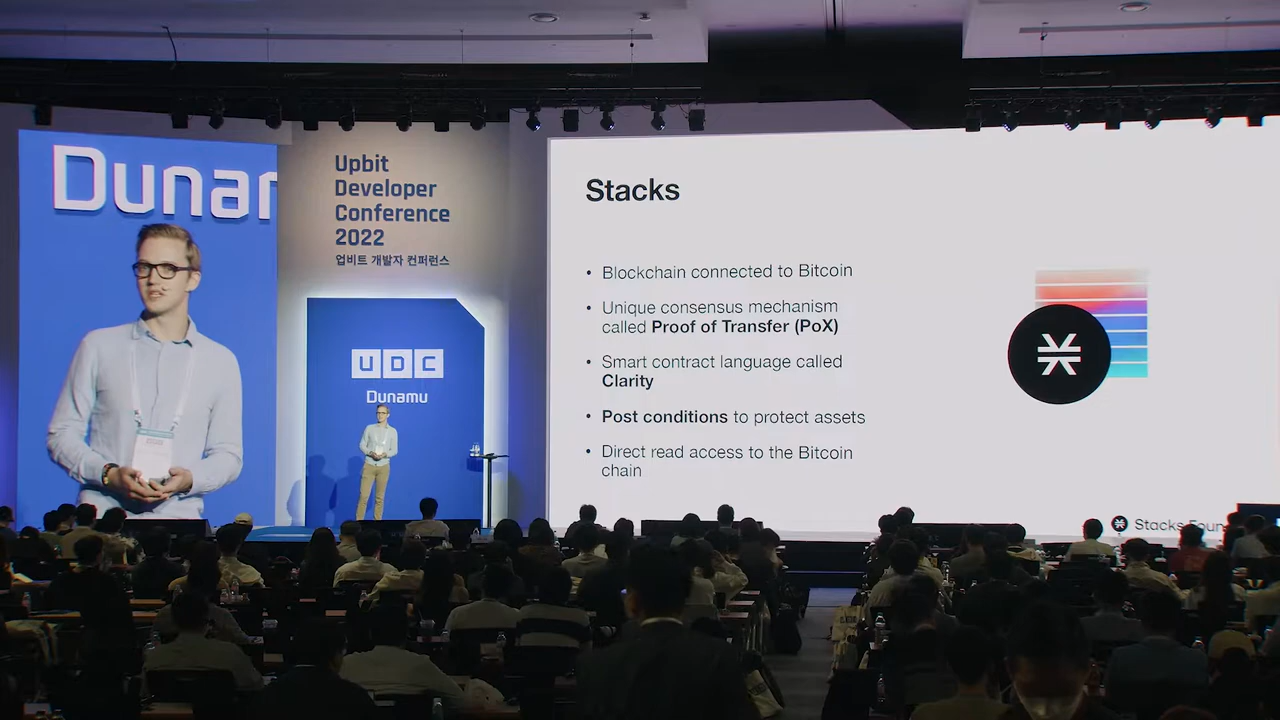 Dunar
Upbit
Developer
Conference
2022
업비트 개발자 컨퍼런스
UDC
Dunamu
Stacks
• Blockchain connected to Bitcoin
• Unique consensus mechanism
called Proof of Transfer (PoX)
• Smart contract language called
Clarity
• Post conditions to protect assets
• Direct read access to the Bitcoin
chain
Stacks Foun